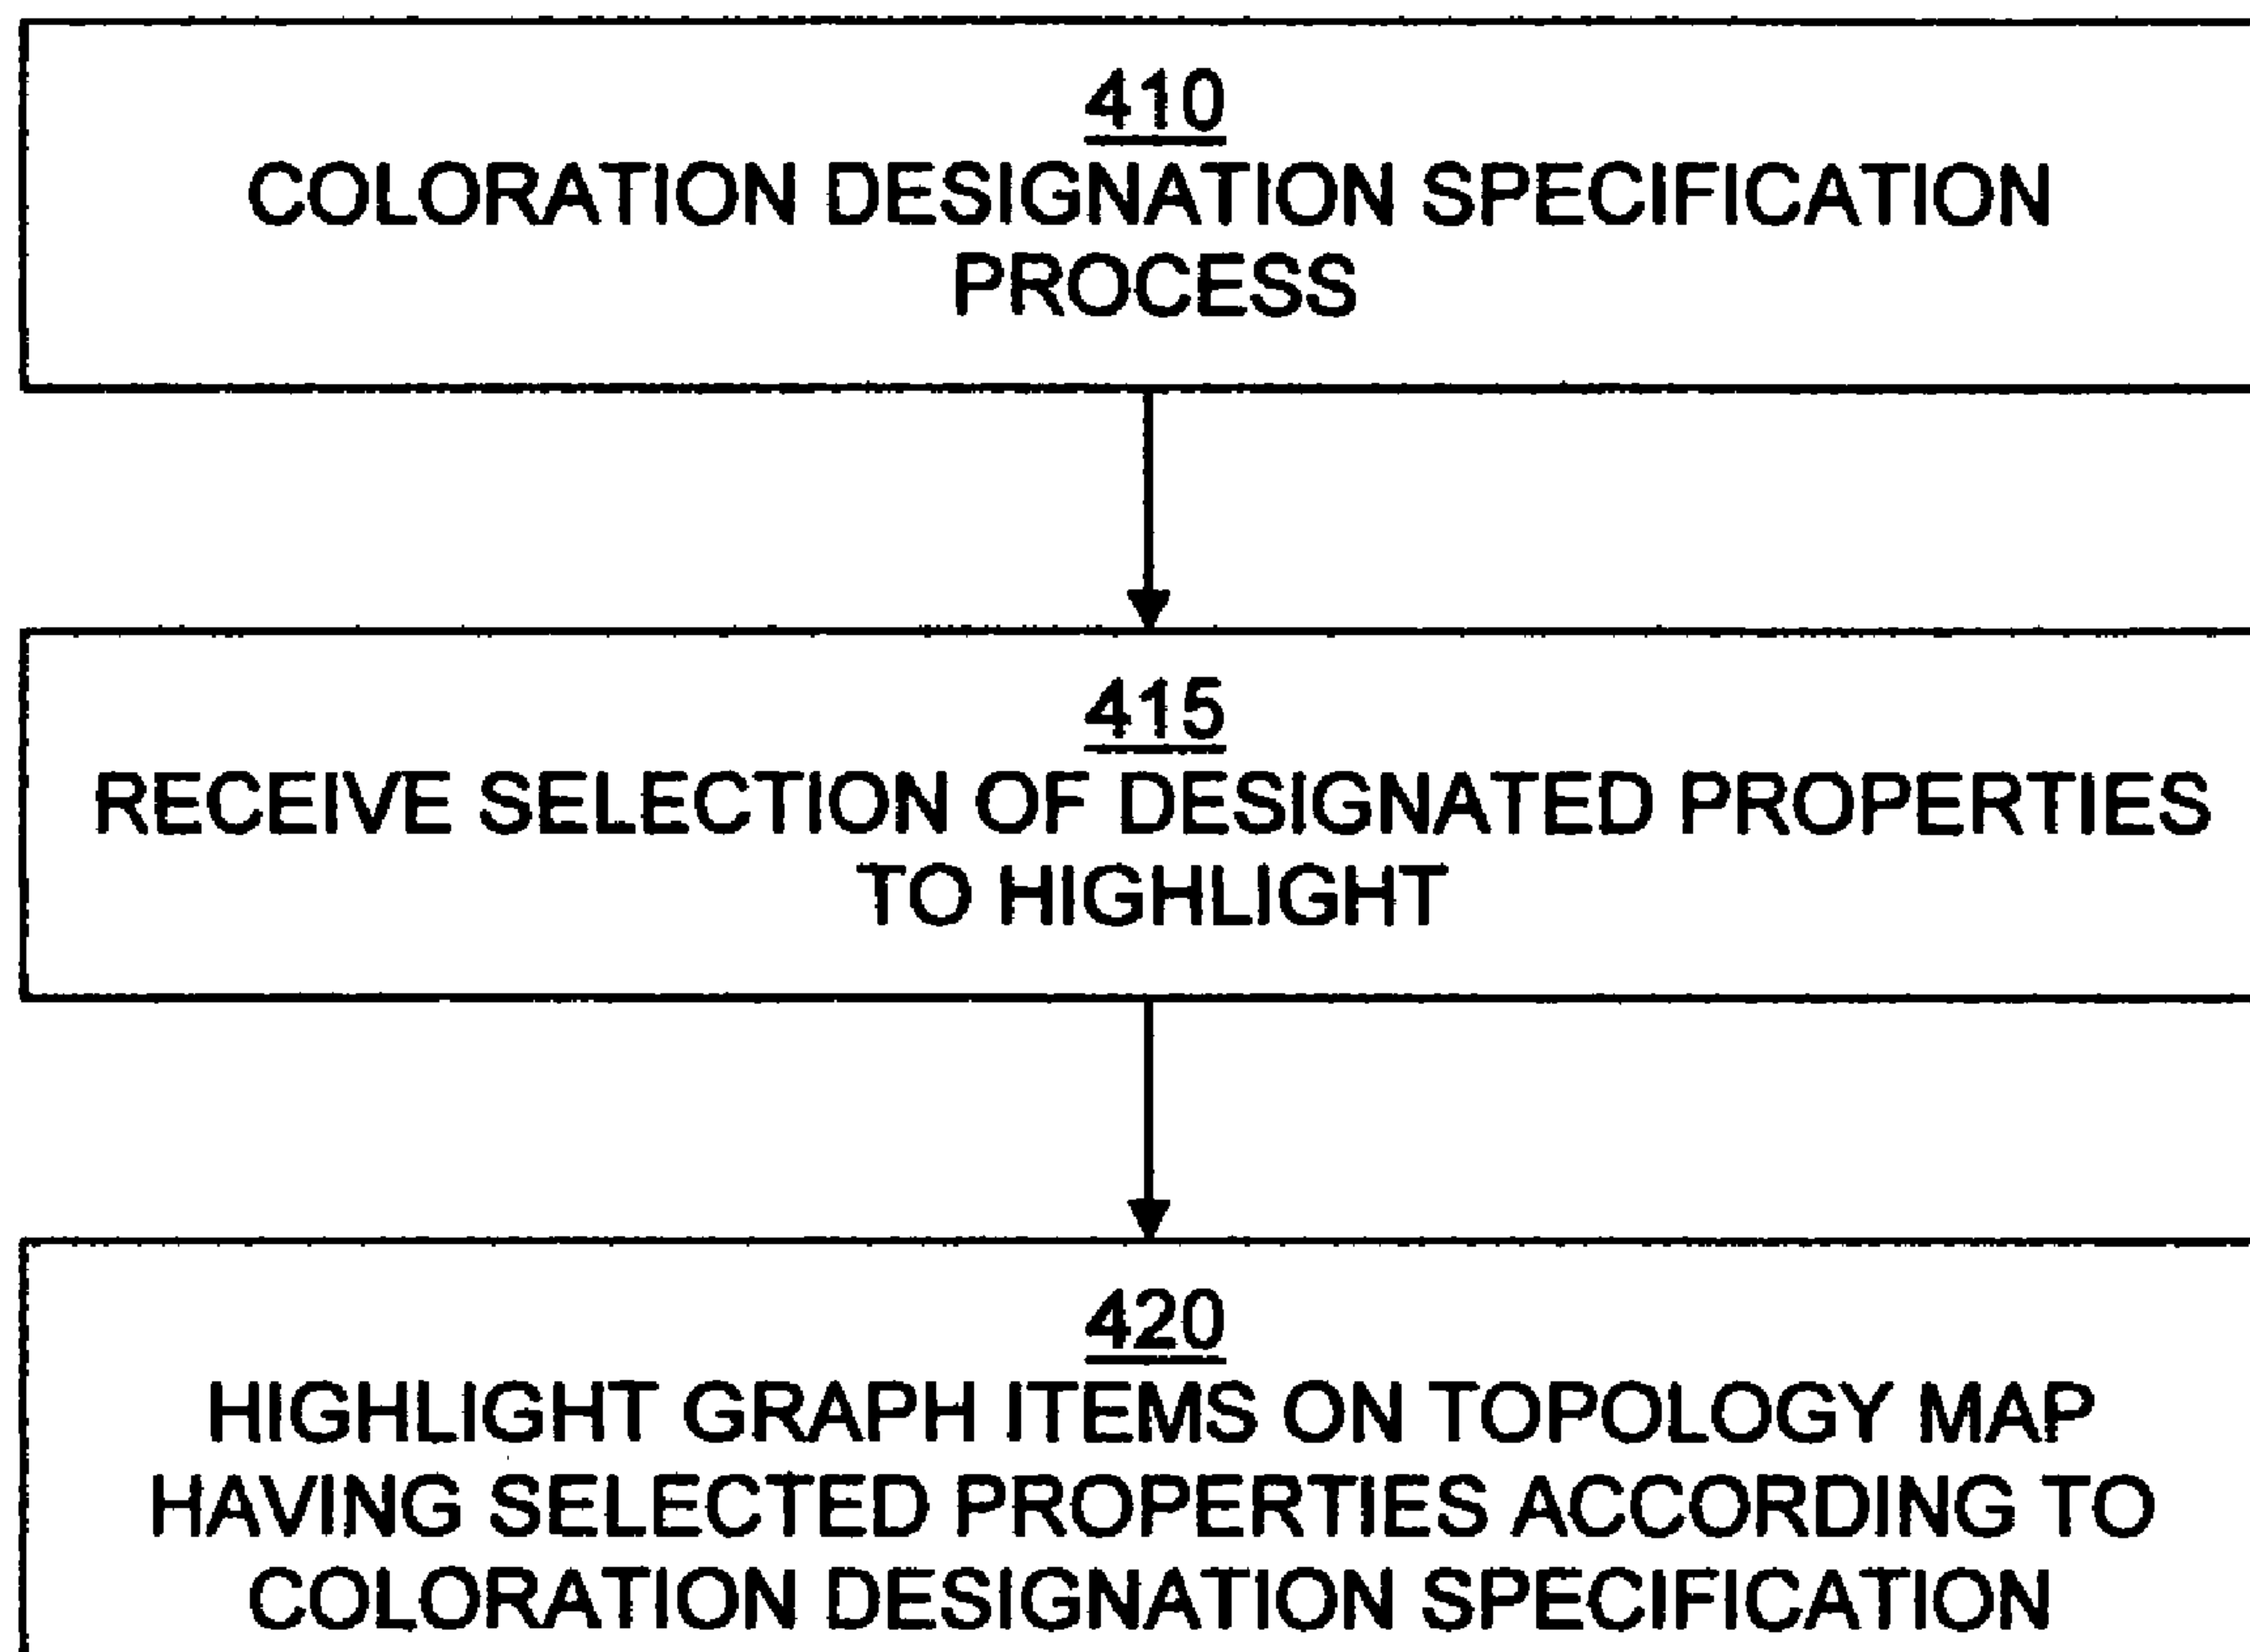 410
COLORATION DESIGNATION SPECIFICATION
PROCESS
415
RECEIVE SELECTION OF DESIGNATED PROPERTIES
TO HIGHLIGHT
420
HIGHLIGHT GRAPH ITEMS ON TOPOLOGY MAP
HAVING SELECTED PROPERTIES ACCORDING TO
COLORATION DESIGNATION SPECIFICATION